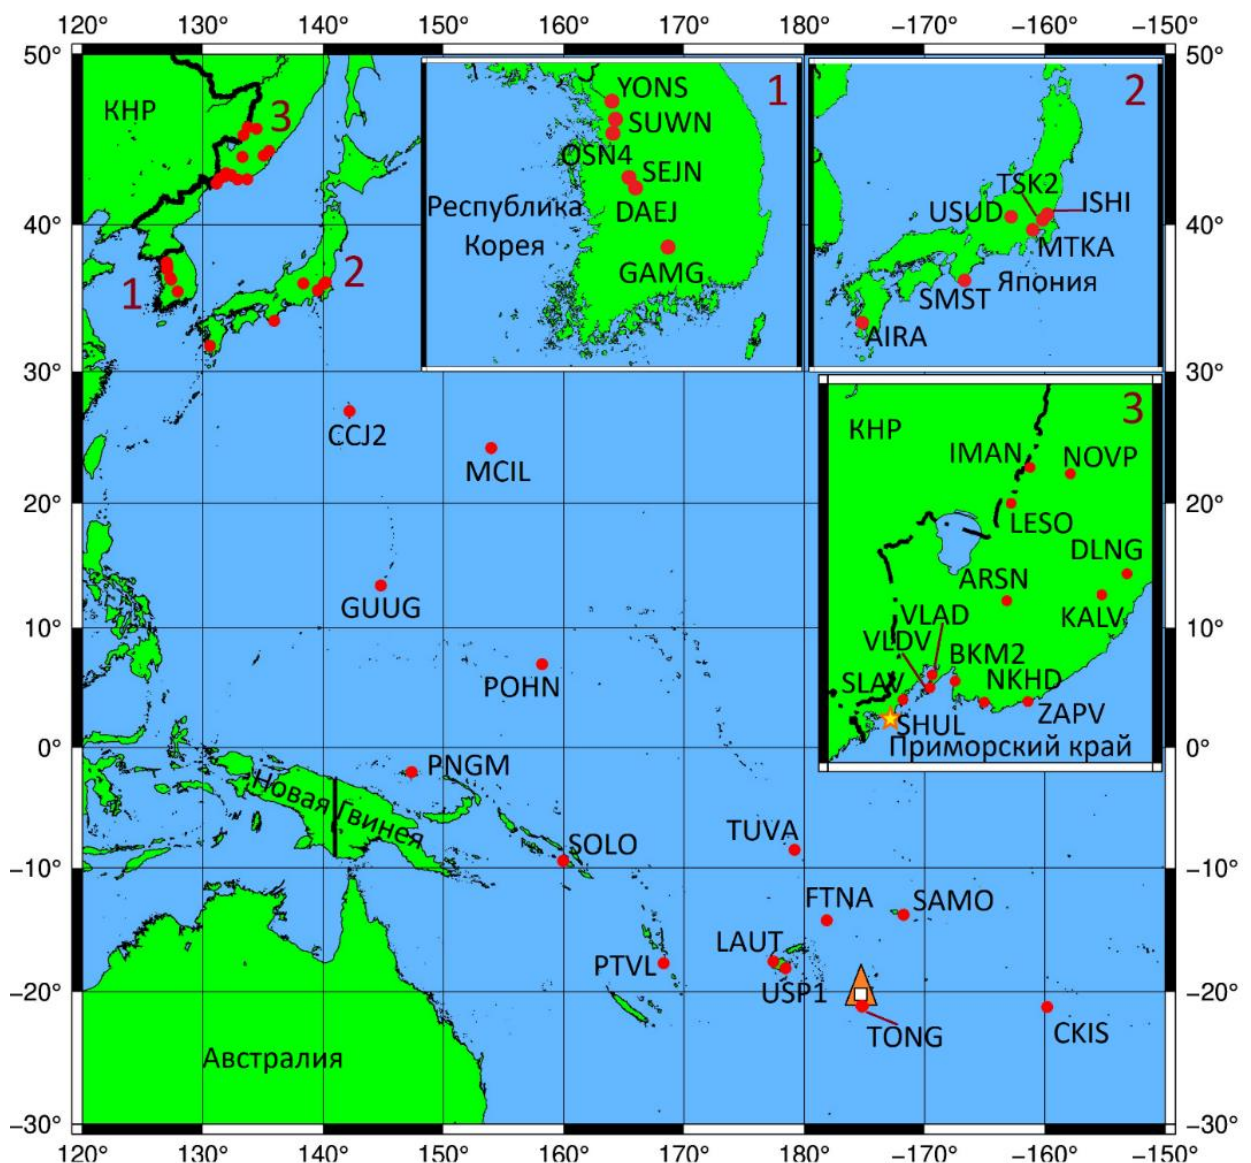 120° 130° 140° 150° 160° 170° 180° −170° −160° −150°
50° 50°
КНР
3
40° 40°
1
2
30° 30°
1
YONS
SUWN
OSN4
SEJN
DAEJ
Республика
Корея
GAMG
2
TSK2
ISHI
USUD
MTKA
SMST
Япония
AIRA
3
КНР
IMAN
NOVP
LESO
DLNG
ARSN
KALV
VLAD
VLDV
BKM2
SLAV
NKHD
SHUL
ZAPV
Приморский край
CCJ2
MCIL
20° 20°
GUUG
10° 10°
POHN
0° 0°
PNGM
Новая Гвинея
SOLO
TUVA
−10° −10°
FTNA
SAMO
LAUT
PTVL
USP1
−20° −20°
TONG
CKIS
Австралия
−30° −30°
120° 130° 140° 150° 160° 170° 180° −170° −160° −150°